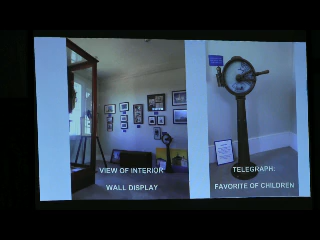 VIEW OF INTERIOR
WALL DISPLAY
TELEGRAPH:
FAVORITE OF CHILDREN